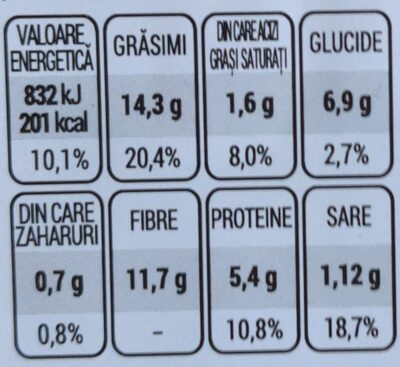 VALOARE
ENERGETICĂ
832 kJ
201 kcal
10,1%
GRĂSIMI
14,3 g
20,4%
DIN CARE ACIZI
GRAȘI SATURAȚI
1,6 g
8,0%
GLUCIDE
6,9 g
2,7%
DIN CARE
ZAHARURI
0,7 g
0,8%
FIBRE
11,7 g
–
PROTEINE
5,4 g
10,8%
SARE
1,12 g
18,7%